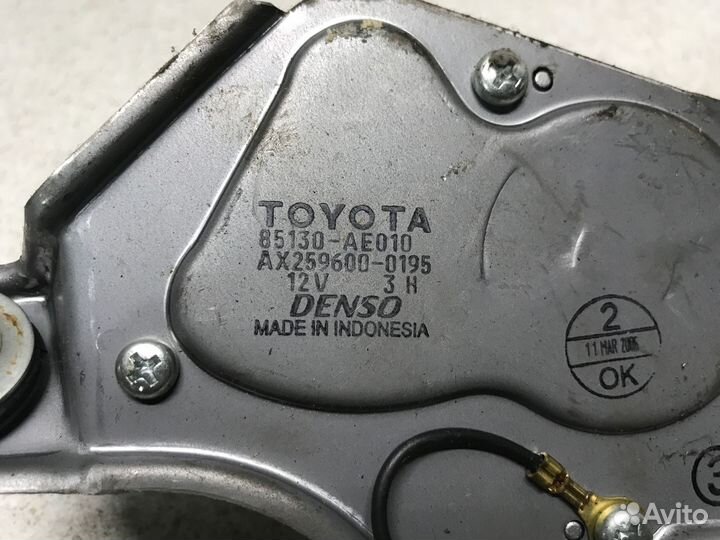 TOYOTA
85130-AE010
AX259600-0195
12V 3 H
DENSO
MADE IN INDONESIA
2
11 MAR 2006
OK
3
Avito